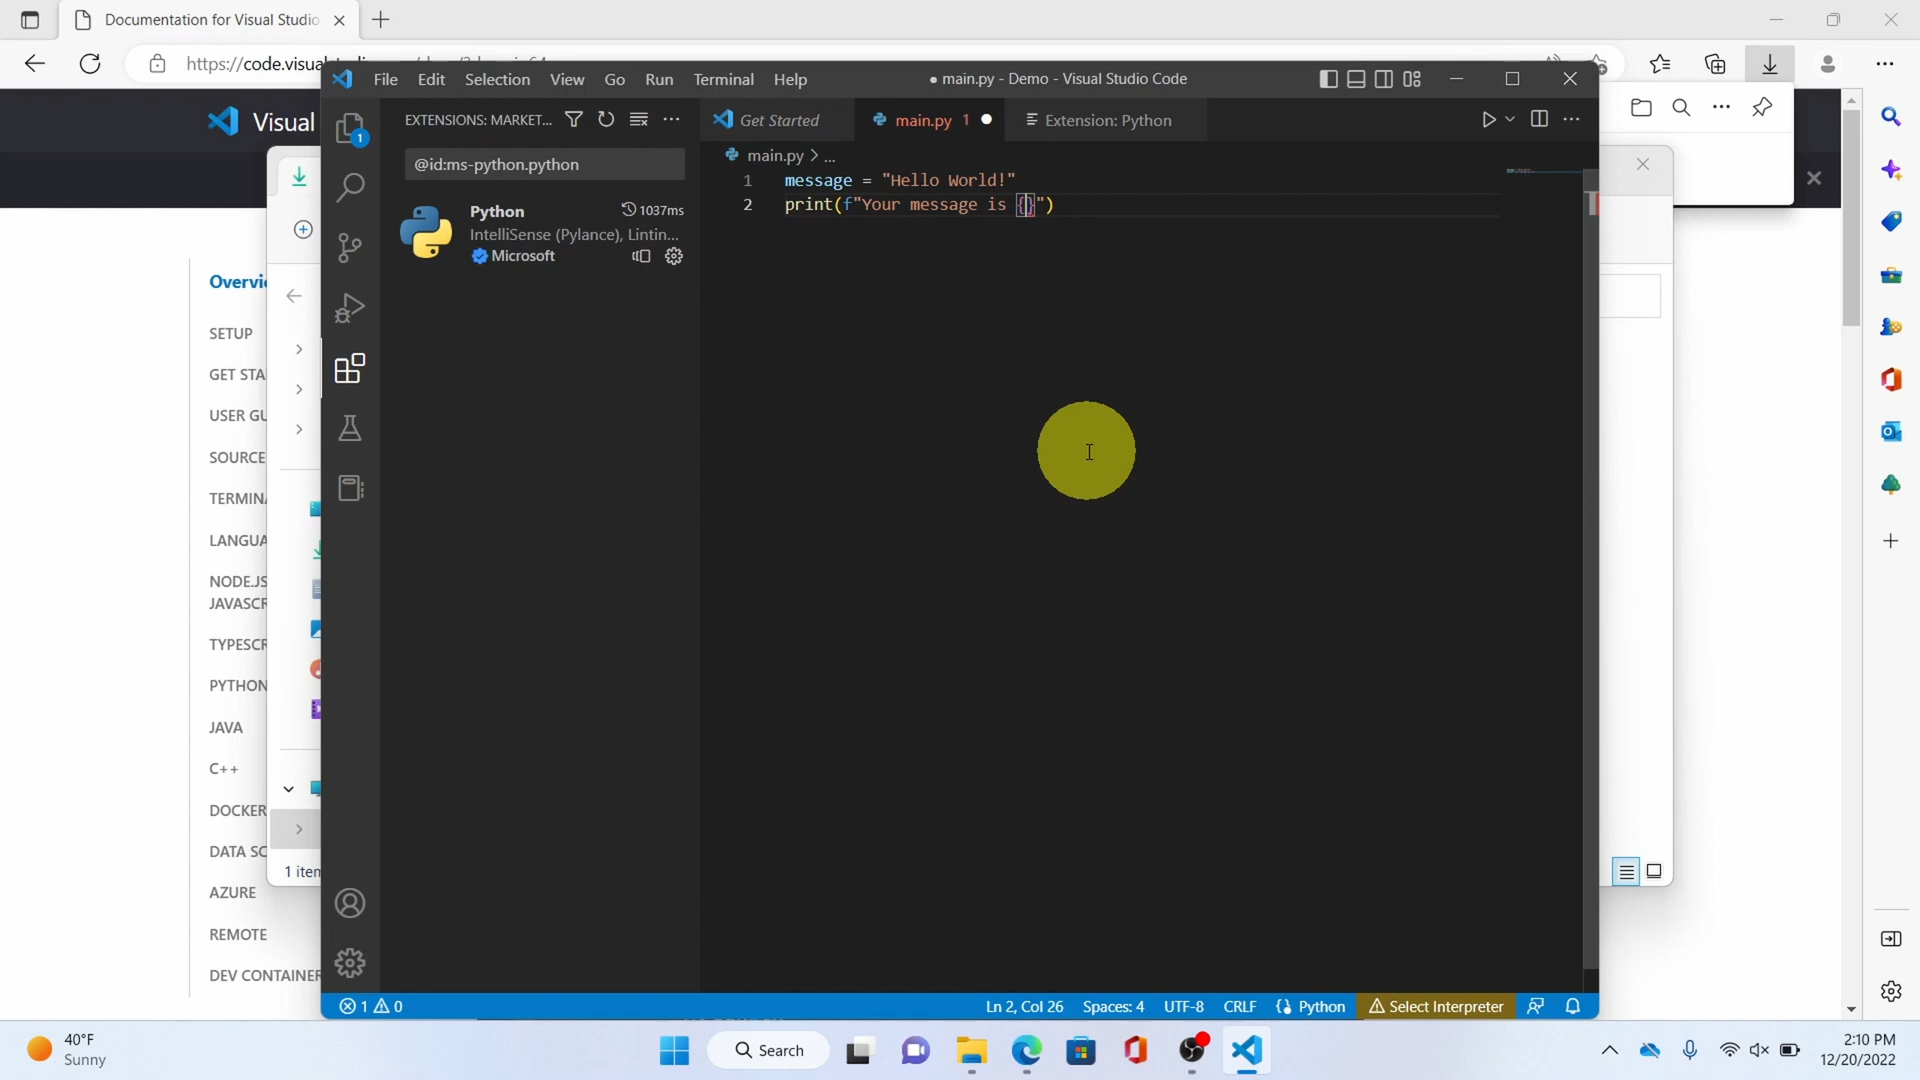 Documentation for Visual Studio
https://code.visual
File Edit Selection View Go Run Terminal Help
● main.py - Demo - Visual Studio Code
Visual
EXTENSIONS: MARKET...
Get Started
main.py 1
Extension: Python
@id:ms-python.python
main.py > ...
1 message = "Hello World!"
2 print(f"Your message is {}")
Python 1037ms
IntelliSense (Pylance), Lintin...
Microsoft
1
Overvi
SETUP
GET STA
USER GU
SOURCE
TERMINA
LANGUA
NODE.JS
JAVASCR
TYPESCR
PYTHON
JAVA
C++
DOCKER
DATA SC
AZURE
REMOTE
DEV CONTAINER
1 item
1 0
Ln 2, Col 26 Spaces: 4 UTF-8 CRLF Python Select Interpreter
40°F
Sunny
Search
2:10 PM
12/20/2022